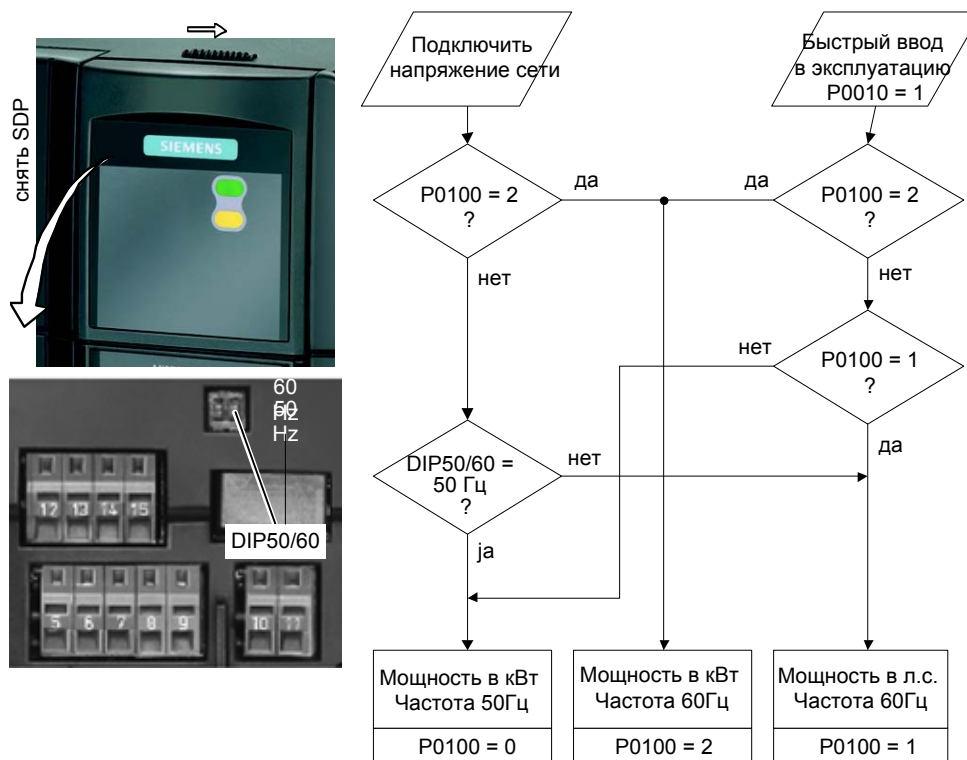 снять SDP
SIEMENS
60
50
Hz
Hz
12 13 14 15
DIP50/60
5 6 7 8 9
10 11
Подключить
напряжение сети
Быстрый ввод
в эксплуатацию
P0010 = 1
P0100 = 2
?
да
да
P0100 = 2
?
нет
нет
P0100 = 1
?
нет
да
DIP50/60 =
50 Гц
?
нет
ja
Мощность в кВт
Частота 50Гц
P0100 = 0
Мощность в кВт
Частота 60Гц
P0100 = 2
Мощность в л.с.
Частота 60Гц
P0100 = 1